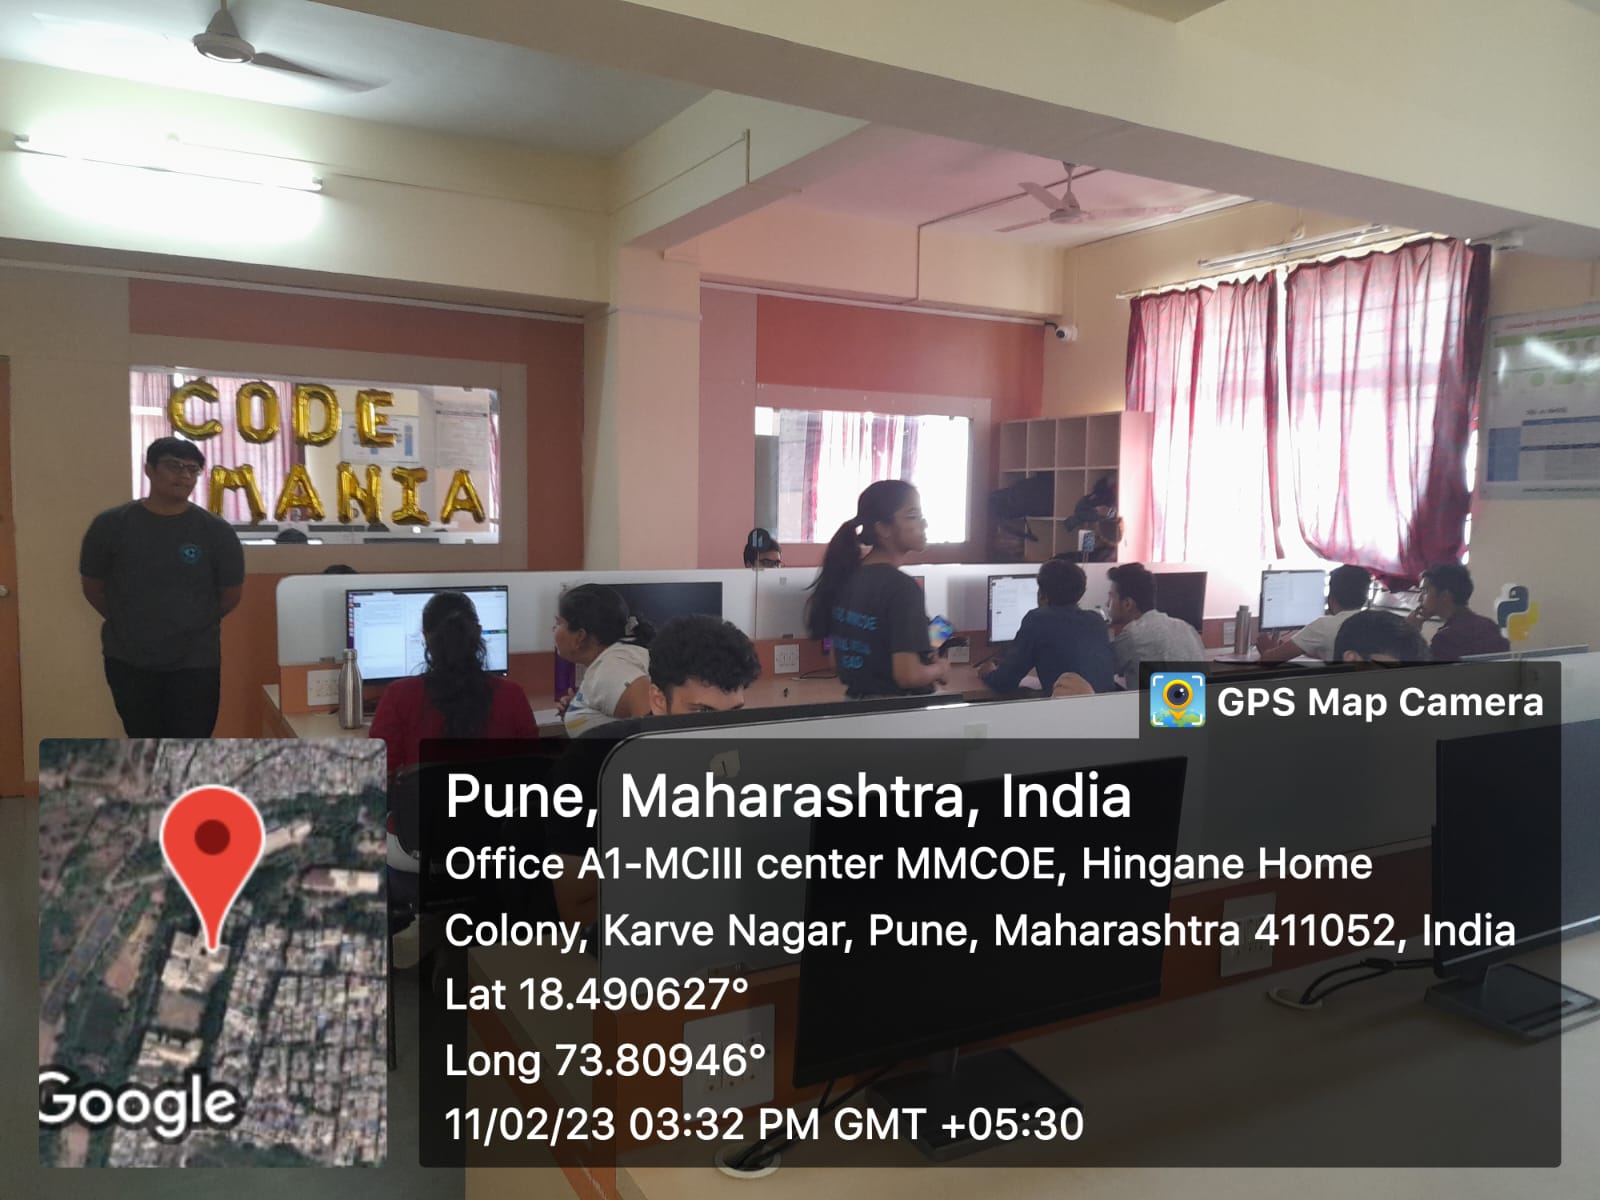 CODE
MANIA
MMCOE
GPS Map Camera
Pune, Maharashtra, India
Office A1-MCIII center MMCOE, Hingane Home
Colony, Karve Nagar, Pune, Maharashtra 411052, India
Lat 18.490627°
Long 73.80946°
11/02/23 03:32 PM GMT +05:30
Google